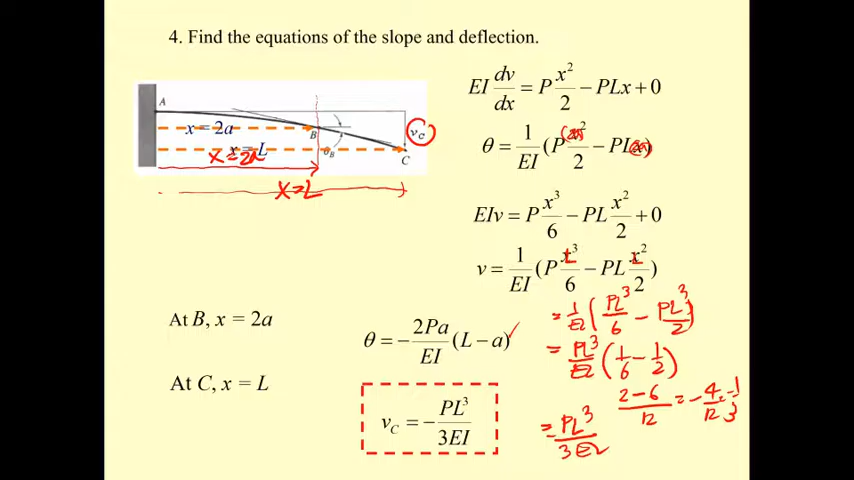 4. Find the equations of the slope and deflection.
A
x = 2a
B
v_c
x = L
x = 2a
θ_B
C
x = L
EI dv/dx = P x²/2 − PLx + 0
θ = 1/EI (P x²/2 − PLx)
(2a)
(2a)
EIv = P x³/6 − PL x²/2 + 0
v = 1/EI (P x³/6 − PL x²/2)
L
L
= 1/EI (PL³/6 − PL³/2)
= PL³/EI (1/6 − 1/2)
2−6/12 = −4/12 = −1/3
= PL³/3EI
At B, x = 2a
θ = − 2Pa/EI (L − a) ✓
At C, x = L
v_C = − PL³/3EI